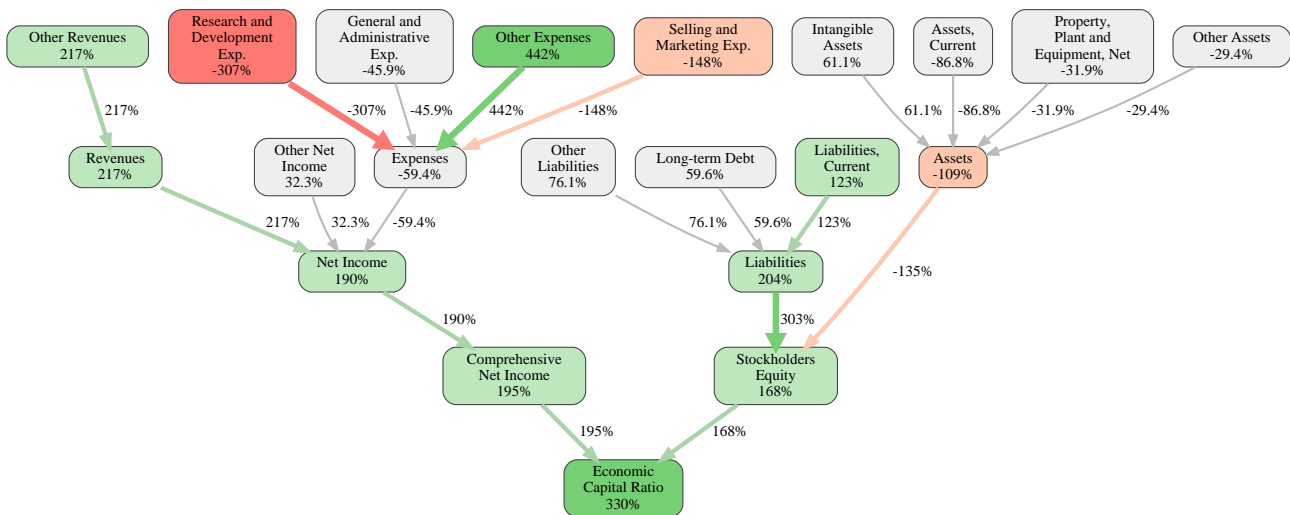 Other Revenues
217%
Research and
Development
Exp.
-307%
General and
Administrative
Exp.
-45.9%
Other Expenses
442%
Selling and
Marketing Exp.
-148%
Intangible
Assets
61.1%
Assets,
Current
-86.8%
Property,
Plant and
Equipment, Net
-31.9%
Other Assets
-29.4%
217%
-307%
-45.9%
442%
-148%
61.1%
-86.8%
-31.9%
-29.4%
Revenues
217%
Other Net
Income
32.3%
Expenses
-59.4%
Other
Liabilities
76.1%
Long-term Debt
59.6%
Liabilities,
Current
123%
Assets
-109%
217%
32.3%
-59.4%
76.1%
59.6%
123%
Net Income
190%
Liabilities
204%
-135%
190%
303%
Comprehensive
Net Income
195%
Stockholders
Equity
168%
195%
168%
Economic
Capital Ratio
330%